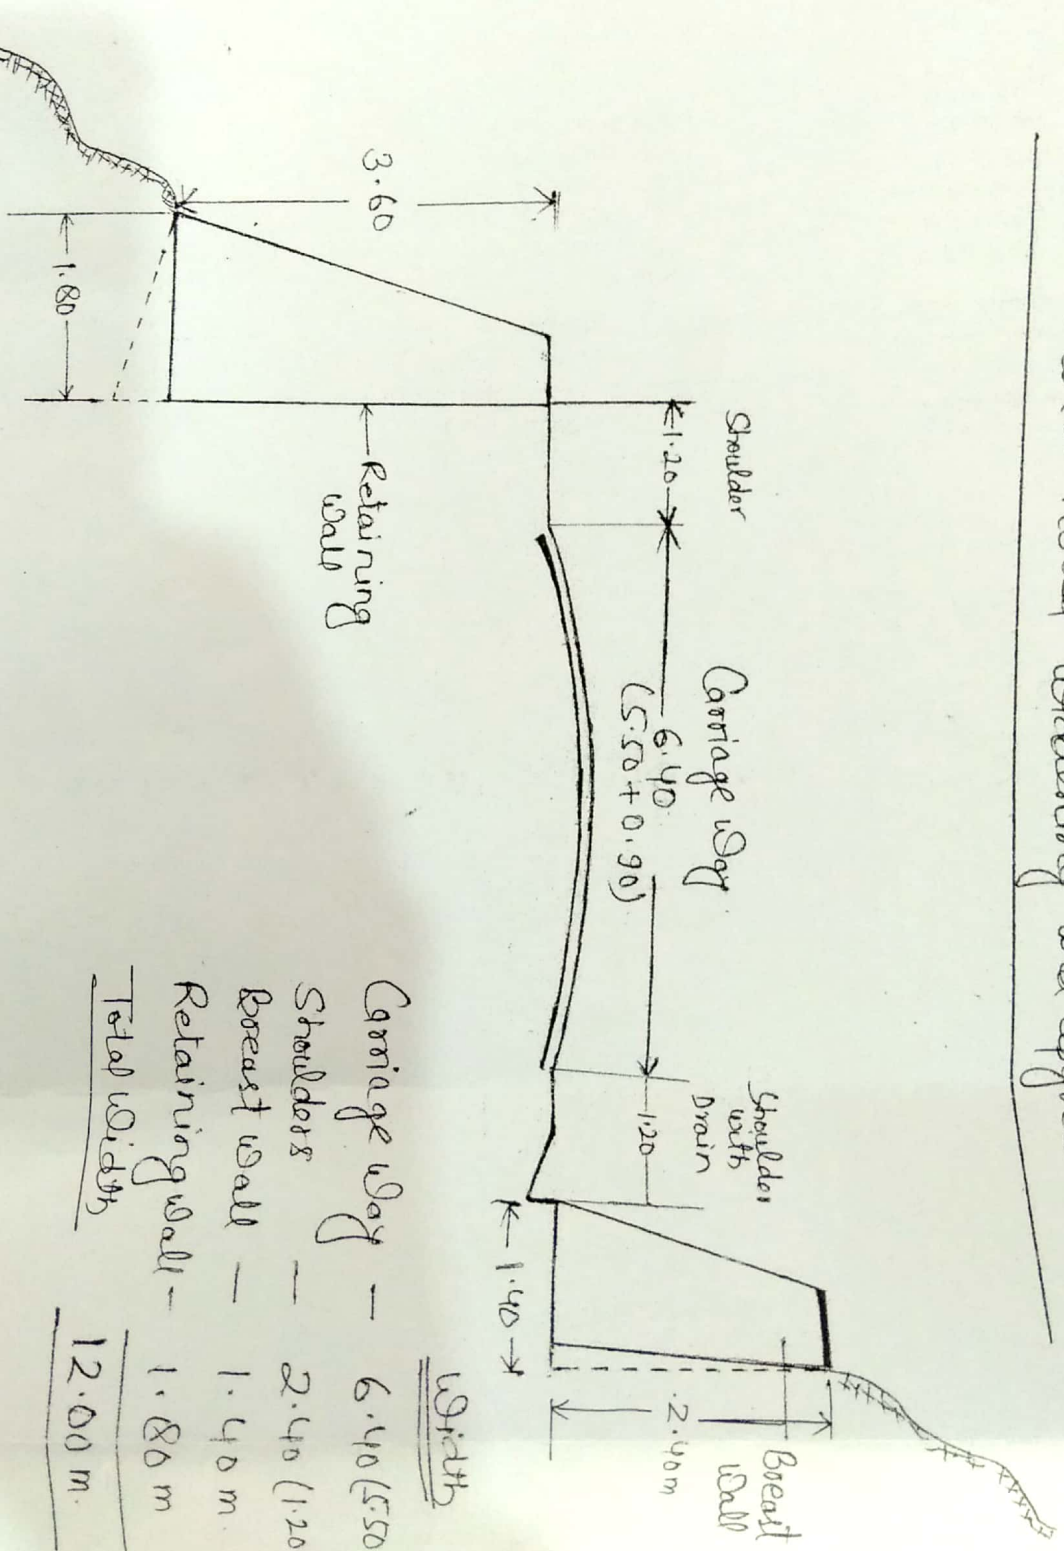 Shoulder
Carriage Way
Shoulder
with
Drain
1.20
6.40
(5.50 + 0.90)
1.20
Breast
Wall
2.40m
3.60
Retaining
Wall
1.40
1.80
Width
Carriage Way — 6.40 (5.50
Shoulders — 2.40 (1.20
Breast Wall — 1.40 m.
Retaining Wall — 1.80 m
Total Width 12.00 m.